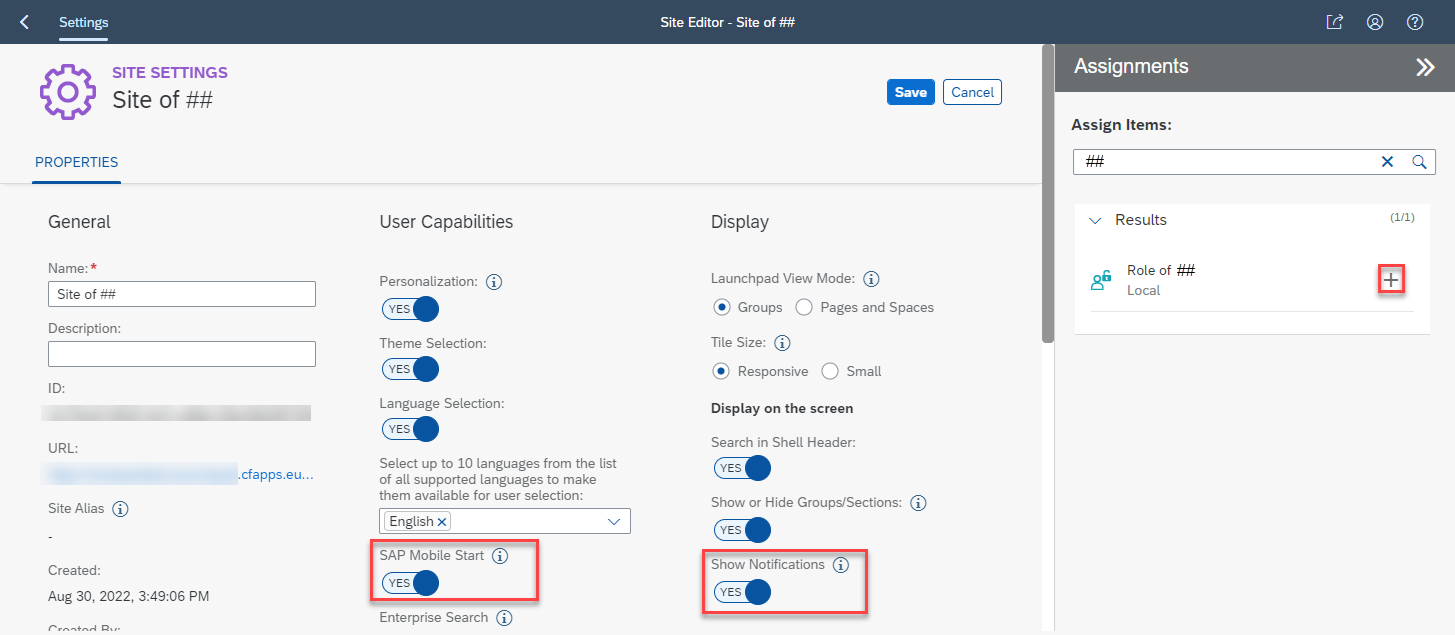 Settings
Site Editor - Site of ##
SITE SETTINGS
Site of ##
Save
Cancel
PROPERTIES
General
Name:*
Site of ##
Description:
ID:
URL:
.cfapps.eu...
Site Alias
-
Created:
Aug 30, 2022, 3:49:06 PM
Created By:
User Capabilities
Personalization:
YES
Theme Selection:
YES
Language Selection:
YES
Select up to 10 languages from the list
of all supported languages to make
them available for user selection:
English
SAP Mobile Start
YES
Enterprise Search
Display
Launchpad View Mode:
Groups Pages and Spaces
Tile Size:
Responsive Small
Display on the screen
Search in Shell Header:
YES
Show or Hide Groups/Sections:
YES
Show Notifications
YES
Assignments
Assign Items:
##
Results (1/1)
Role of ##
Local